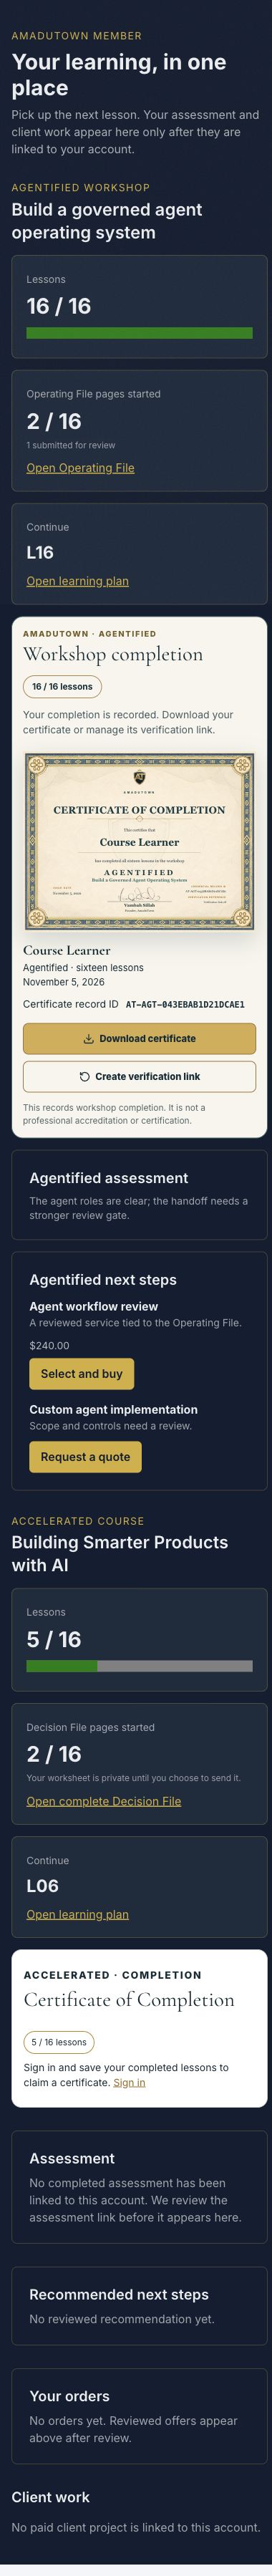 AMADUTOWN MEMBER
Your learning, in one
place
Pick up the next lesson. Your assessment and
client work appear here only after they are
linked to your account.
AGENTIFIED WORKSHOP
Build a governed agent
operating system
Lessons
16 / 16
Operating File pages started
2 / 16
1 submitted for review
Open Operating File
Continue
L16
Open learning plan
AMADUTOWN · AGENTIFIED
Workshop completion
16 / 16 lessons
Your completion is recorded. Download your
certificate or manage its verification link.
AMADUTOWN
CERTIFICATE OF COMPLETION
This certifies that
Course Learner
has completed all sixteen lessons in the workshop
AGENTIFIED
Build a Governed Agent Operating System
Vambah Sillah
Course Learner
Agentified · sixteen lessons
November 5, 2026
Certificate record ID AT-AGT-043EBAB1D21DCAE1
Download certificate
Create verification link
This records workshop completion. It is not a
professional accreditation or certification.
Agentified assessment
The agent roles are clear; the handoff needs a
stronger review gate.
Agentified next steps
Agent workflow review
A reviewed service tied to the Operating File.
$240.00
Select and buy
Custom agent implementation
Scope and controls need a review.
Request a quote
ACCELERATED COURSE
Building Smarter Products
with AI
Lessons
5 / 16
Decision File pages started
2 / 16
Your worksheet is private until you choose to send it.
Open complete Decision File
Continue
L06
Open learning plan
ACCELERATED · COMPLETION
Certificate of Completion
5 / 16 lessons
Sign in and save your completed lessons to
claim a certificate. Sign in
Assessment
No completed assessment has been
linked to this account. We review the
assessment link before it appears here.
Recommended next steps
No reviewed recommendation yet.
Your orders
No orders yet. Reviewed offers appear
above after review.
Client work
No paid client project is linked to this account.